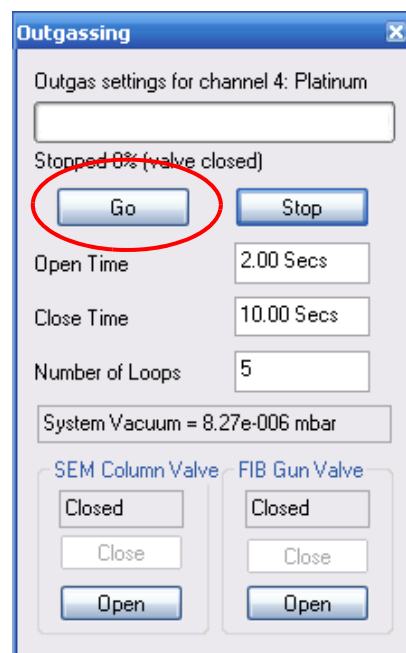 Outgassing
Outgas settings for channel 4: Platinum
Stopped 0% (valve closed)
Go Stop
Open Time 2.00 Secs
Close Time 10.00 Secs
Number of Loops 5
System Vacuum = 8.27e-006 mbar
SEM Column Valve FIB Gun Valve
Closed Closed
Close Close
Open Open